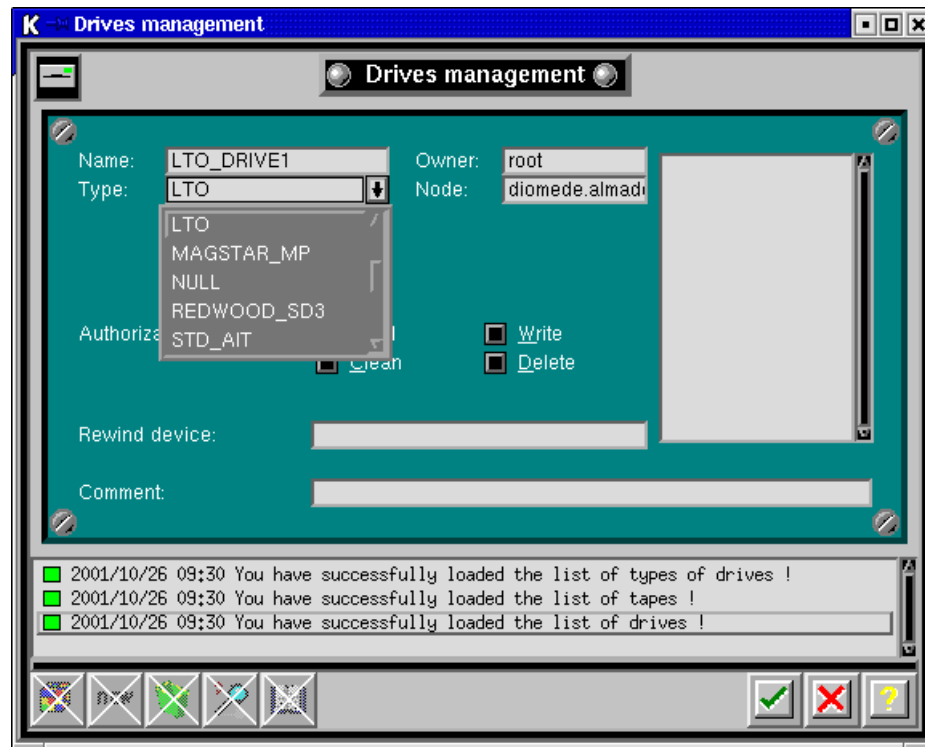 Drives management
Drives management
Name: LTO_DRIVE1 Owner: root
Type: LTO Node: diomede.almad
LTO
MAGSTAR_MP
NULL
REDWOOD_SD3
STD_AIT
Authoriza Write
Clean Delete
Rewind device:
Comment:
2001/10/26 09:30 You have successfully loaded the list of types of drives !
2001/10/26 09:30 You have successfully loaded the list of tapes !
2001/10/26 09:30 You have successfully loaded the list of drives !
?